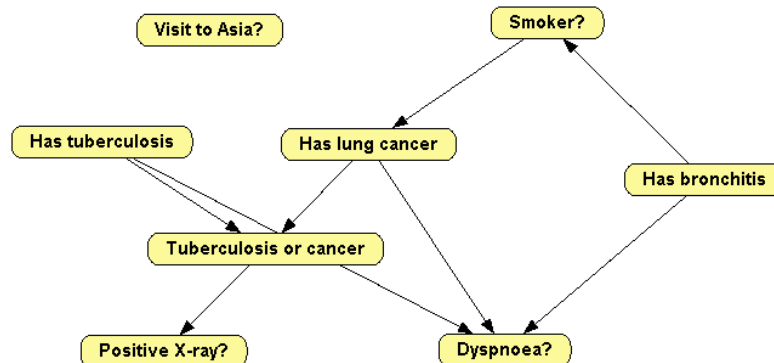 Visit to Asia?
Smoker?
Has tuberculosis
Has lung cancer
Has bronchitis
Tuberculosis or cancer
Positive X-ray?
Dyspnoea?